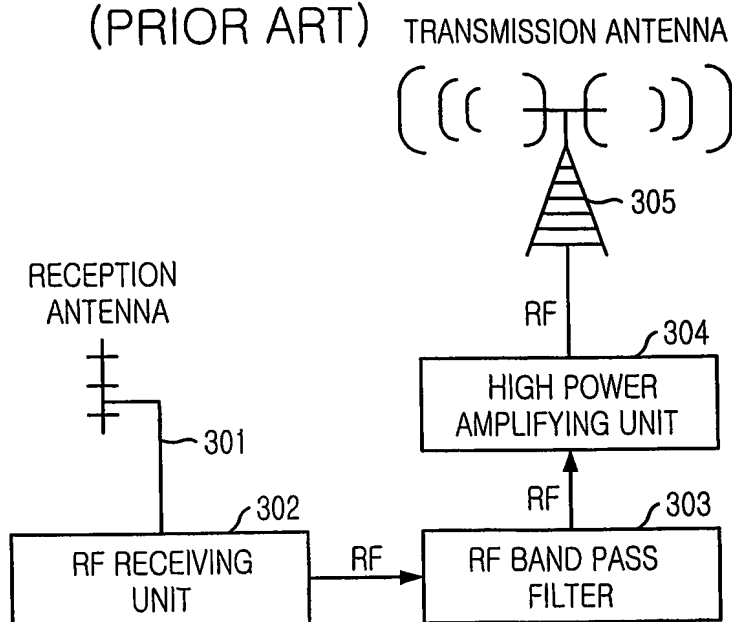 (PRIOR ART)
TRANSMISSION ANTENNA
305
RECEPTION
ANTENNA
RF
304
HIGH POWER
AMPLIFYING UNIT
301
RF
302
303
RF RECEIVING
UNIT
RF
RF BAND PASS
FILTER